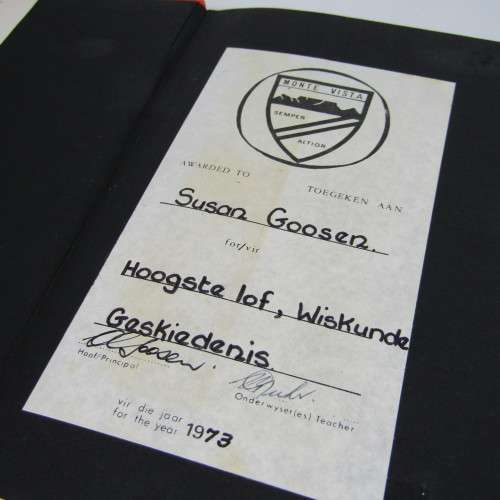 MONTE VISTA
SEMPER
ACTION
AWARDED TO TOEGEKEN AAN
Susan Goosen.
for/vir
Hoogste lof, Wiskunde
Geskiedenis.
Hoof/Principal
Onderwyser(es) Teacher
vir die jaar
for the year 1973